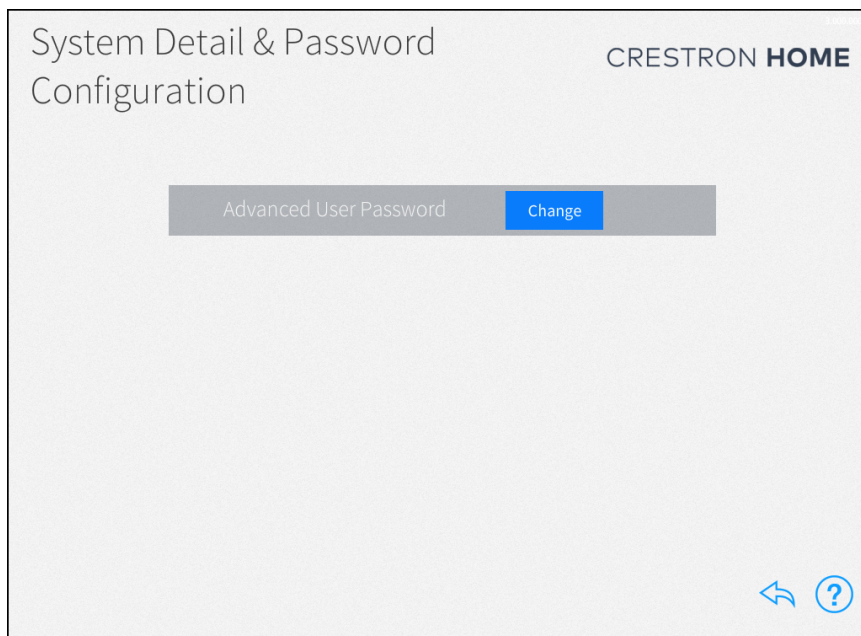 System Detail & Password
Configuration
CRESTRON HOME
Advanced User Password
Change
?